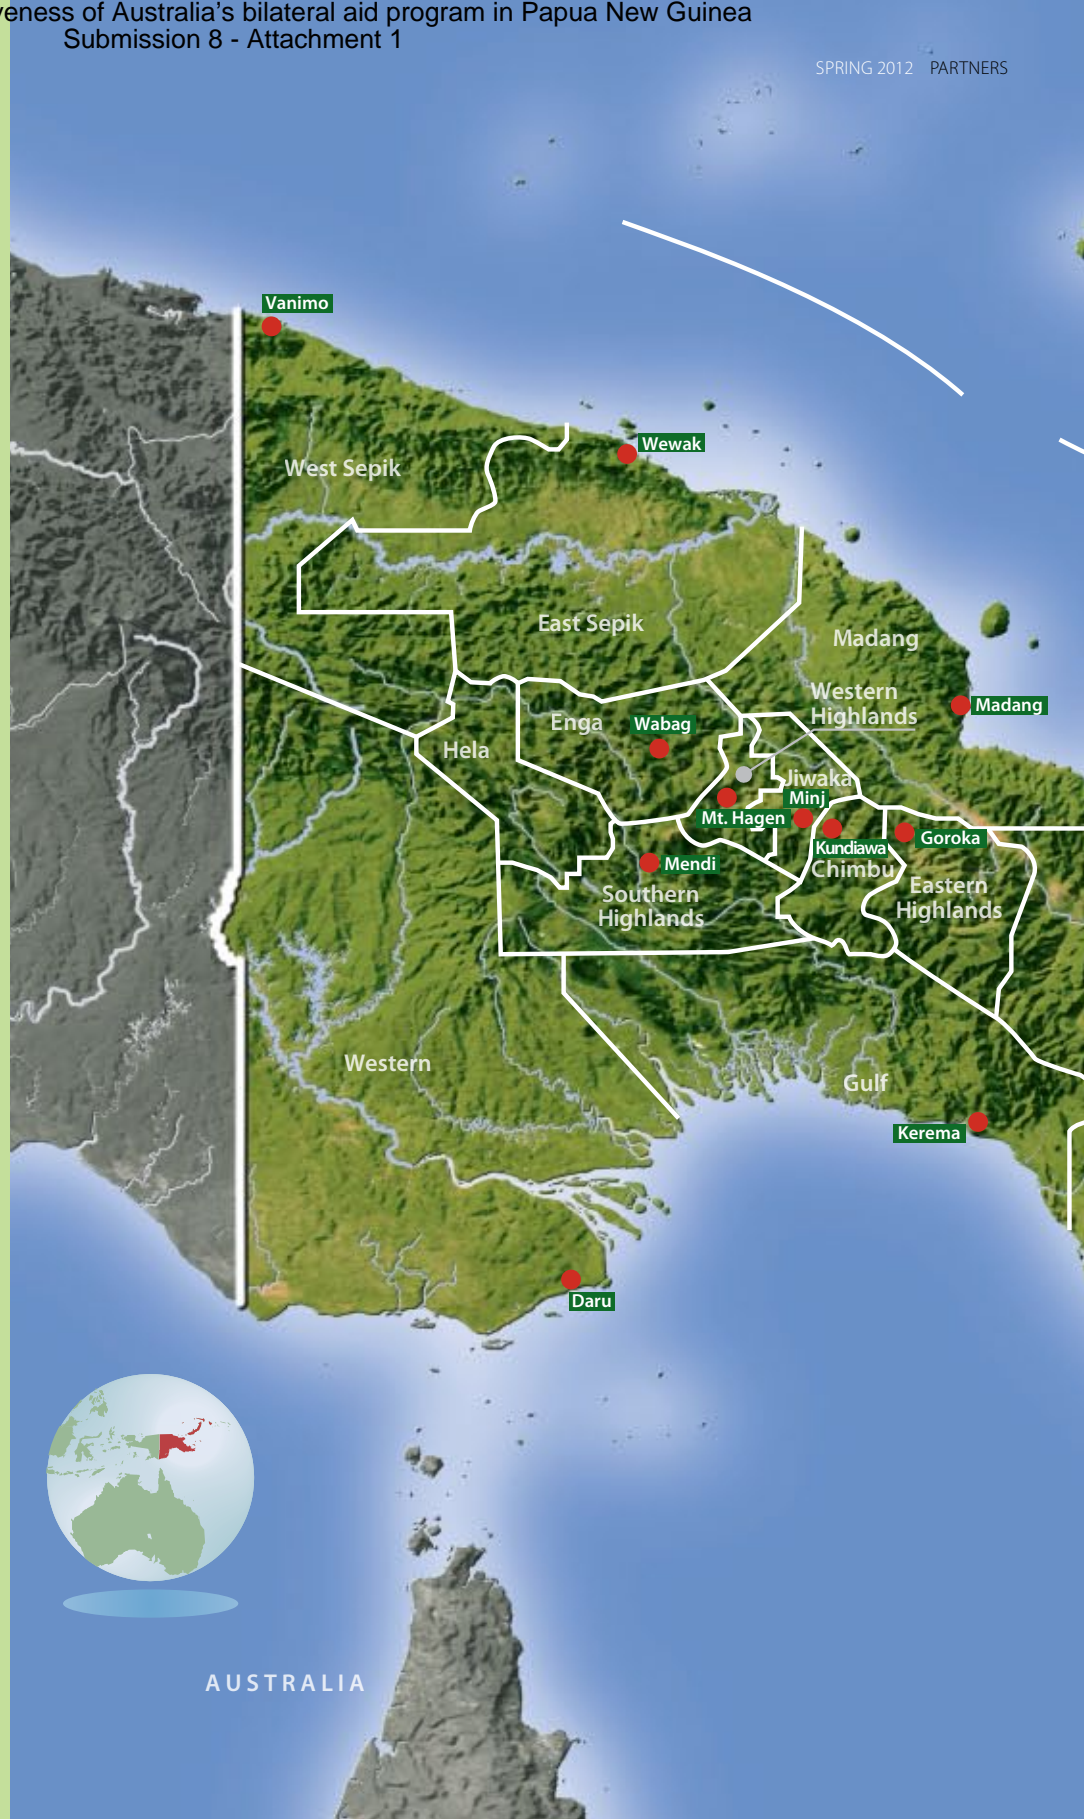 veness of Australia's bilateral aid program in Papua New Guinea
Submission 8 - Attachment 1
SPRING 2012 PARTNERS
Vanimo
Wewak
West Sepik
East Sepik
Madang
Western
Highlands
Madang
Enga
Wabag
Hela
Jiwaka
Minj
Mt. Hagen
Goroka
Kundiawa
Mendi
Chimbu
Southern
Highlands
Eastern
Highlands
Western
Gulf
Kerema
Daru
AUSTRALIA